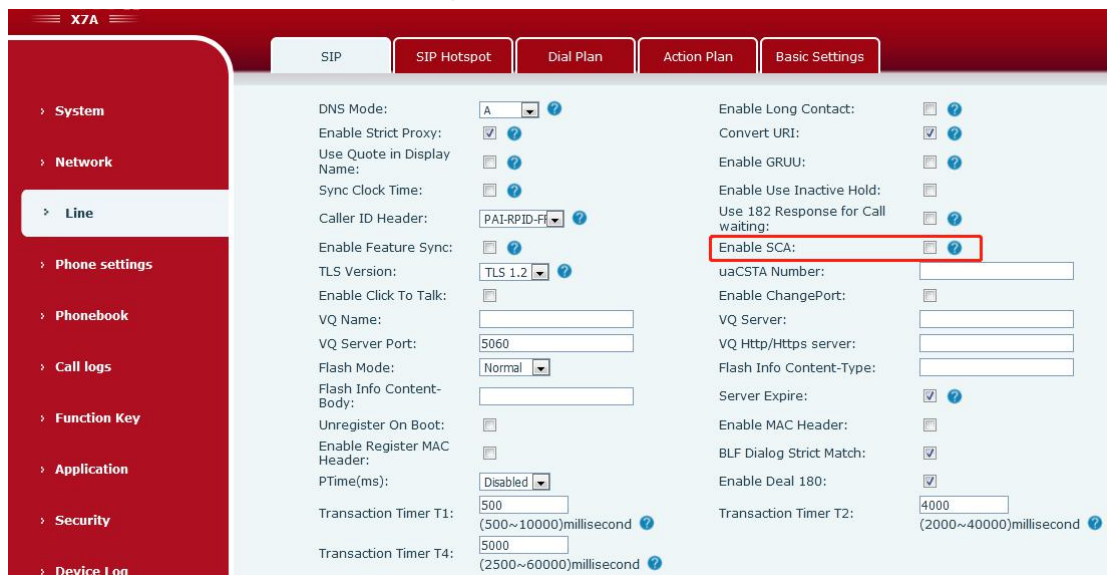 X7A
SIP SIP Hotspot Dial Plan Action Plan Basic Settings
› System
› Network
› Line
› Phone settings
› Phonebook
› Call logs
› Function Key
› Application
› Security
› Device Log
DNS Mode: A Enable Long Contact:
Enable Strict Proxy: Convert URI:
Use Quote in Display
Name: Enable GRUU:
Sync Clock Time: Enable Use Inactive Hold:
Caller ID Header: PAI-RPID-FF Use 182 Response for Call
waiting:
Enable Feature Sync: Enable SCA:
TLS Version: TLS 1.2 uaCSTA Number:
Enable Click To Talk: Enable ChangePort:
VQ Name: VQ Server:
VQ Server Port: 5060 VQ Http/Https server:
Flash Mode: Normal Flash Info Content-Type:
Flash Info Content-
Body: Server Expire:
Unregister On Boot: Enable MAC Header:
Enable Register MAC
Header: BLF Dialog Strict Match:
PTime(ms): Disabled Enable Deal 180:
Transaction Timer T1: 500 Transaction Timer T2: 4000
(500~10000)millisecond (2000~40000)millisecond
Transaction Timer T4: 5000
(2500~60000)millisecond